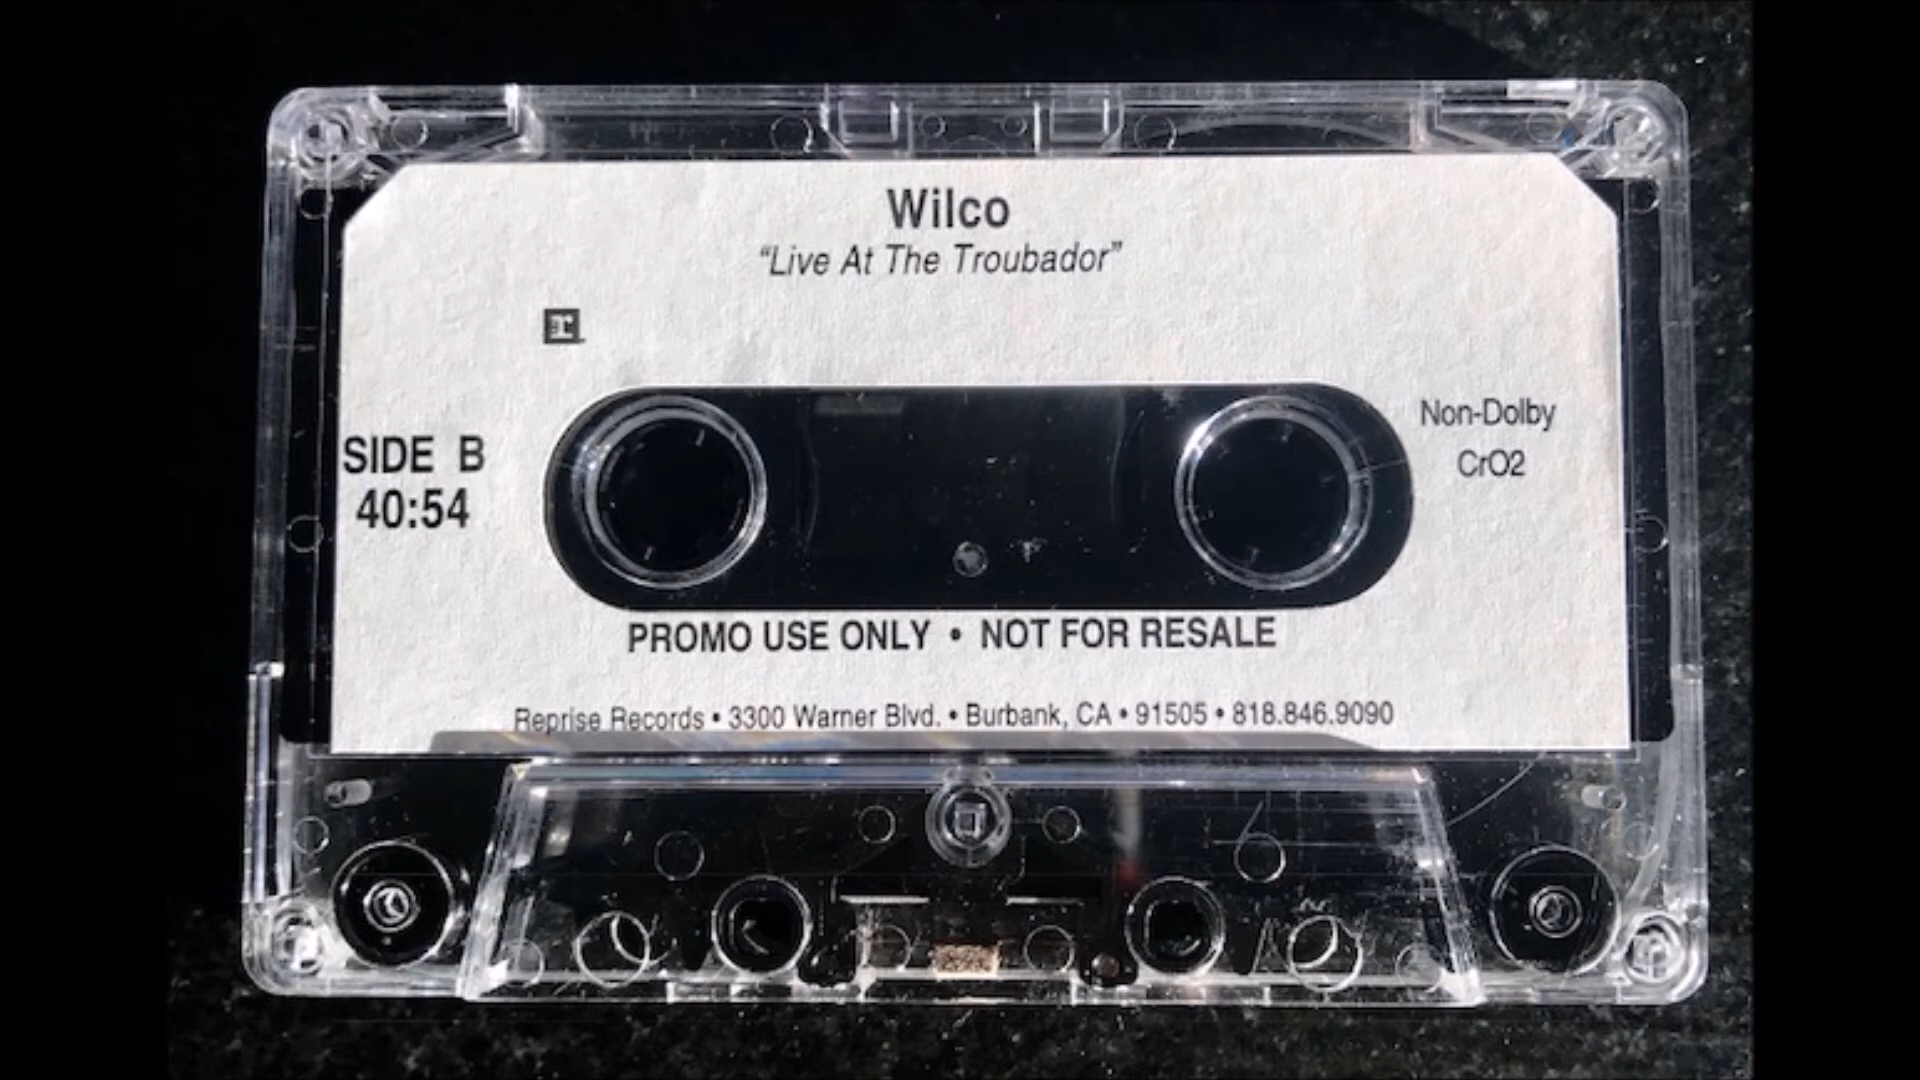 Wilco
“Live At The Troubador”
SIDE B
40:54
Non-Dolby
CrO2
PROMO USE ONLY • NOT FOR RESALE
Reprise Records • 3300 Warner Blvd. • Burbank, CA • 91505 • 818.846.9090